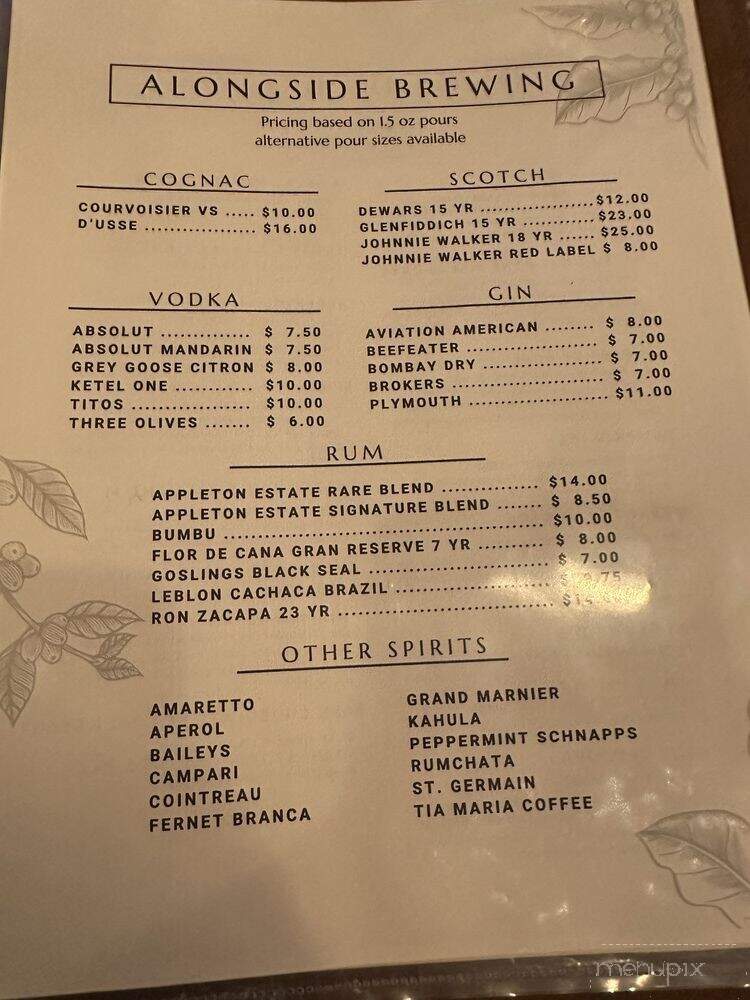 ALONGSIDE BREWING
Pricing based on 1.5 oz pours
alternative pour sizes available
COGNAC
COURVOISIER VS ..... $10.00
D'USSE ................. $16.00
SCOTCH
DEWARS 15 YR ..................$12.00
GLENFIDDICH 15 YR ...........$23.00
JOHNNIE WALKER 18 YR ...... $25.00
JOHNNIE WALKER RED LABEL $ 8.00
VODKA
ABSOLUT ............. $ 7.50
ABSOLUT MANDARIN $ 7.50
GREY GOOSE CITRON $ 8.00
KETEL ONE ........... $10.00
TITOS ................. $10.00
THREE OLIVES ....... $ 6.00
GIN
AVIATION AMERICAN ........ $ 8.00
BEEFEATER .................... $ 7.00
BOMBAY DRY .................. $ 7.00
BROKERS ....................... $ 7.00
PLYMOUTH ..................... $11.00
RUM
APPLETON ESTATE RARE BLEND .............. $14.00
APPLETON ESTATE SIGNATURE BLEND ....... $ 8.50
BUMBU ................................................ $10.00
FLOR DE CANA GRAN RESERVE 7 YR .......... $ 8.00
GOSLINGS BLACK SEAL ........................... $ 7.00
LEBLON CACHACA BRAZIL ....................... $
RON ZACAPA 23 YR ................................
OTHER SPIRITS
AMARETTO
APEROL
BAILEYS
CAMPARI
COINTREAU
FERNET BRANCA
GRAND MARNIER
KAHULA
PEPPERMINT SCHNAPPS
RUMCHATA
ST. GERMAIN
TIA MARIA COFFEE
menupix